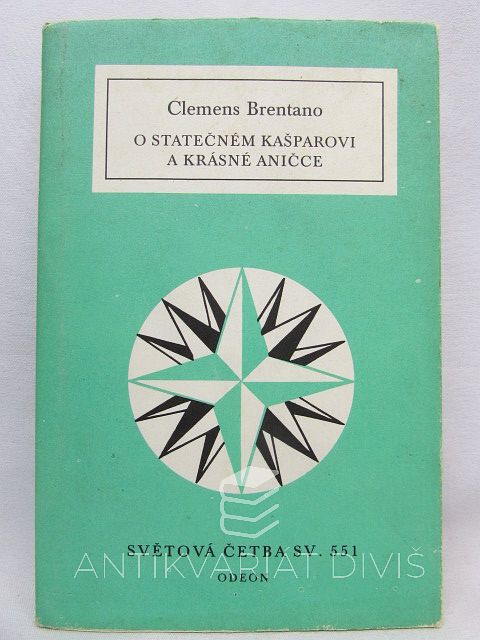 Clemens Brentano
O STATEČNÉM KAŠPAROVI
A KRÁSNÉ ANIČCE
SVĚTOVÁ ČETBA SV. 551
ANTIKVARIÁT DIVIŠ
ODEON